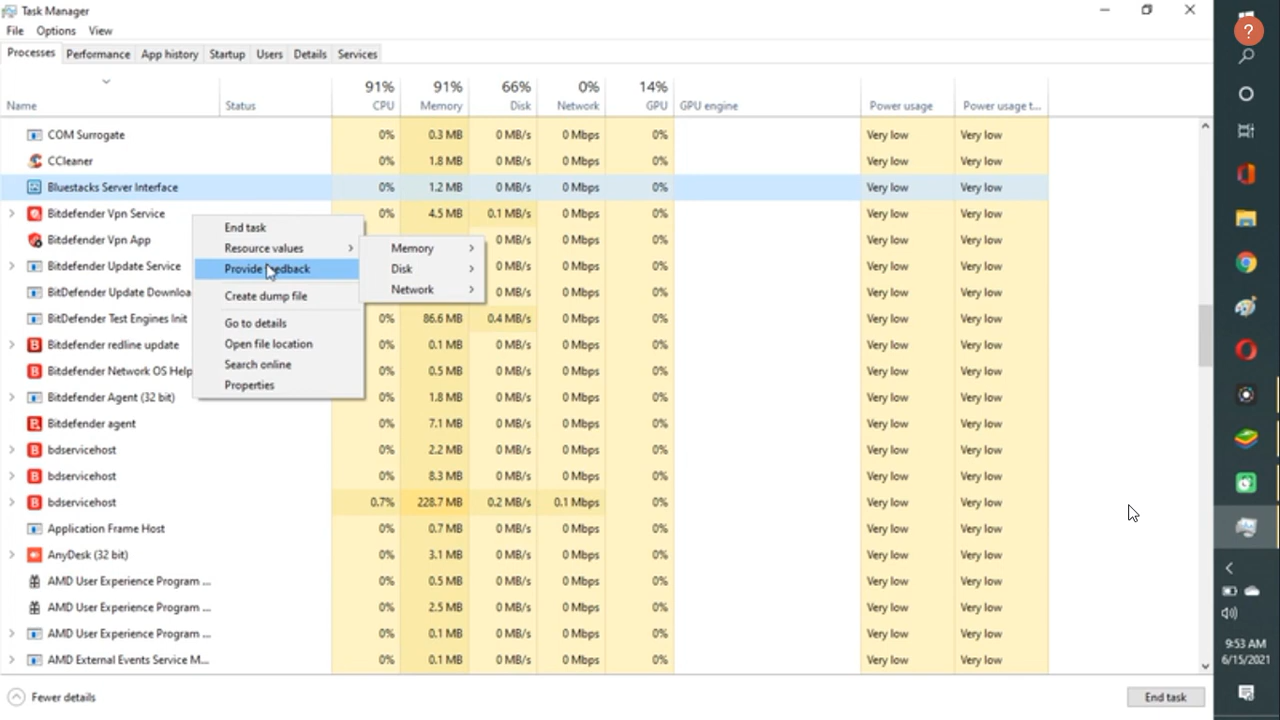 Task Manager
File Options View
Processes Performance App history Startup Users Details Services
91% 91% 66% 0% 14%
Name Status CPU Memory Disk Network GPU GPU engine Power usage Power usage t...
COM Surrogate 0% 0.3 MB 0 MB/s 0 Mbps 0% Very low Very low
CCleaner 0% 1.8 MB 0 MB/s 0 Mbps 0% Very low Very low
Bluestacks Server Interface 0% 1.2 MB 0 MB/s 0 Mbps 0% Very low Very low
Bitdefender Vpn Service 0% 4.5 MB 0.1 MB/s 0 Mbps 0% Very low Very low
Bitdefender Vpn App 0 MB/s 0 Mbps 0% Very low Very low
Bitdefender Update Service 0 MB/s 0 Mbps 0% Very low Very low
BitDefender Update Downloa 0 MB/s 0 Mbps 0% Very low Very low
BitDefender Test Engines Init 0% 86.6 MB 0.4 MB/s 0 Mbps 0% Very low Very low
Bitdefender redline update 0% 0.1 MB 0 MB/s 0 Mbps 0% Very low Very low
Bitdefender Network OS Help 0% 0.5 MB 0 MB/s 0 Mbps 0% Very low Very low
Bitdefender Agent (32 bit) 0% 1.8 MB 0 MB/s 0 Mbps 0% Very low Very low
Bitdefender agent 0% 7.1 MB 0 MB/s 0 Mbps 0% Very low Very low
bdservicehost 0% 2.2 MB 0 MB/s 0 Mbps 0% Very low Very low
bdservicehost 0% 8.3 MB 0 MB/s 0 Mbps 0% Very low Very low
bdservicehost 0.7% 228.7 MB 0.2 MB/s 0.1 Mbps 0% Very low Very low
Application Frame Host 0% 0.7 MB 0 MB/s 0 Mbps 0% Very low Very low
AnyDesk (32 bit) 0% 3.1 MB 0 MB/s 0 Mbps 0% Very low Very low
AMD User Experience Program ... 0% 0.5 MB 0 MB/s 0 Mbps 0% Very low Very low
AMD User Experience Program ... 0% 2.5 MB 0 MB/s 0 Mbps 0% Very low Very low
AMD User Experience Program ... 0% 0.1 MB 0 MB/s 0 Mbps 0% Very low Very low
AMD External Events Service M... 0% 0.1 MB 0 MB/s 0 Mbps 0% Very low Very low
End task
Resource values
Provide feedback
Create dump file
Go to details
Open file location
Search online
Properties
Memory
Disk
Network
Fewer details
End task
?
9:53 AM
6/15/2021